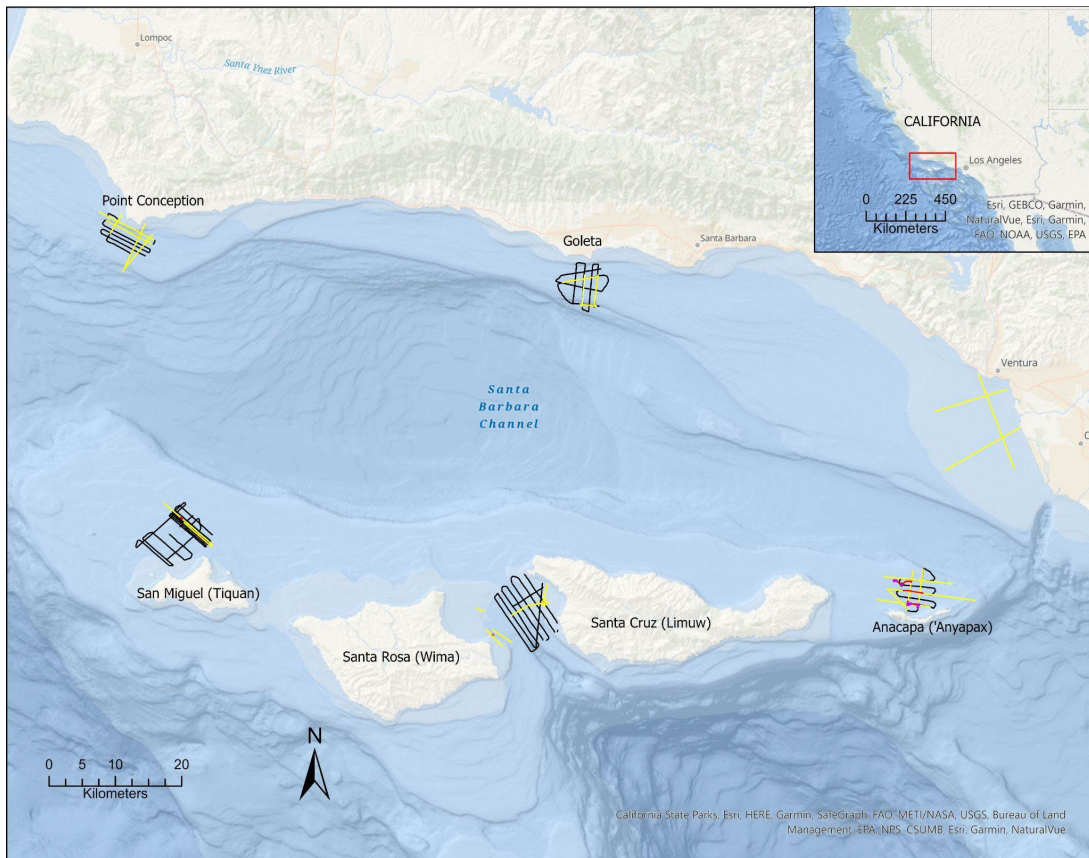 Lompoc
Santa Ynez River
Point Conception
Goleta
Santa Barbara
Santa
Barbara
Channel
Ventura
San Miguel (Tiquan)
Santa Rosa (Wima)
Santa Cruz (Limuw)
Anacapa ('Anyapax)
N
0 5 10 20
Kilometers
CALIFORNIA
Los Angeles
0 225 450
Kilometers
Esri, GEBCO, Garmin,
NaturalVue, Esri, Garmin,
FAO, NOAA, USGS, EPA
California State Parks, Esri, HERE, Garmin, SafeGraph, FAO, METI/NASA, USGS, Bureau of Land
Management, EPA, NPS, CSUMB, Esri, Garmin, NaturalVue